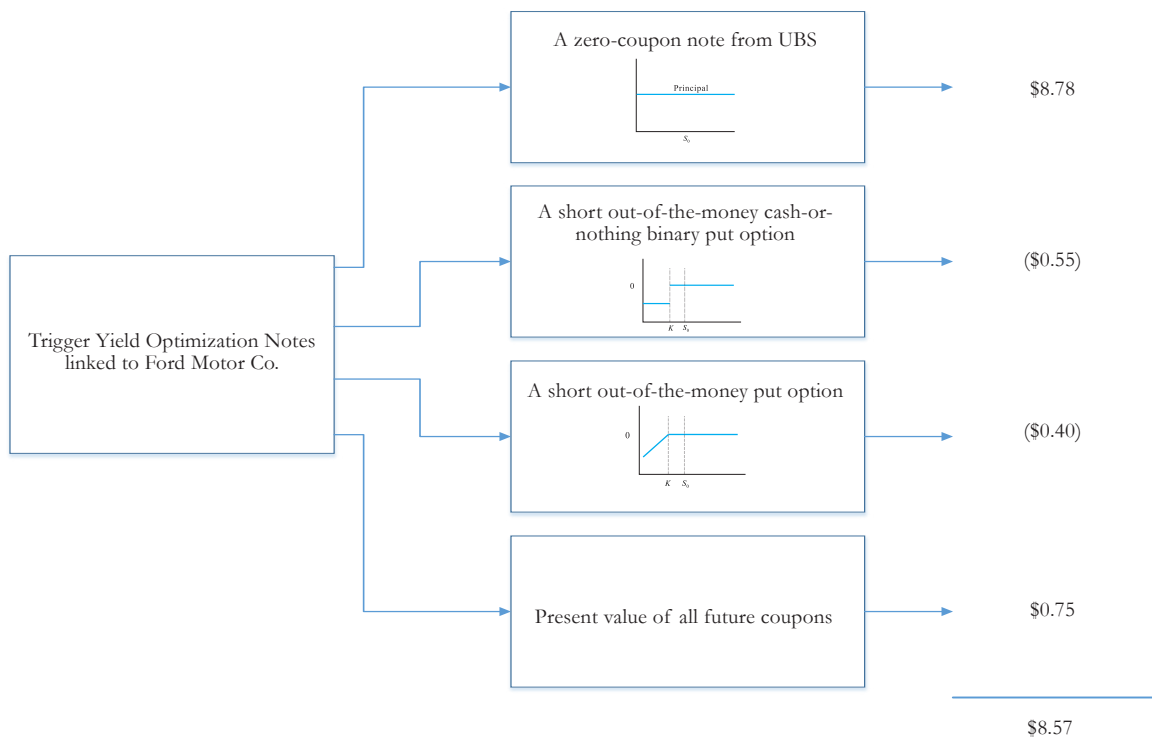 A zero-coupon note from UBS
Principal
S0
$8.78
A short out-of-the-money cash-or-
nothing binary put option
0
K S0
($0.55)
Trigger Yield Optimization Notes
linked to Ford Motor Co.
A short out-of-the-money put option
0
K S0
($0.40)
Present value of all future coupons
$0.75
$8.57